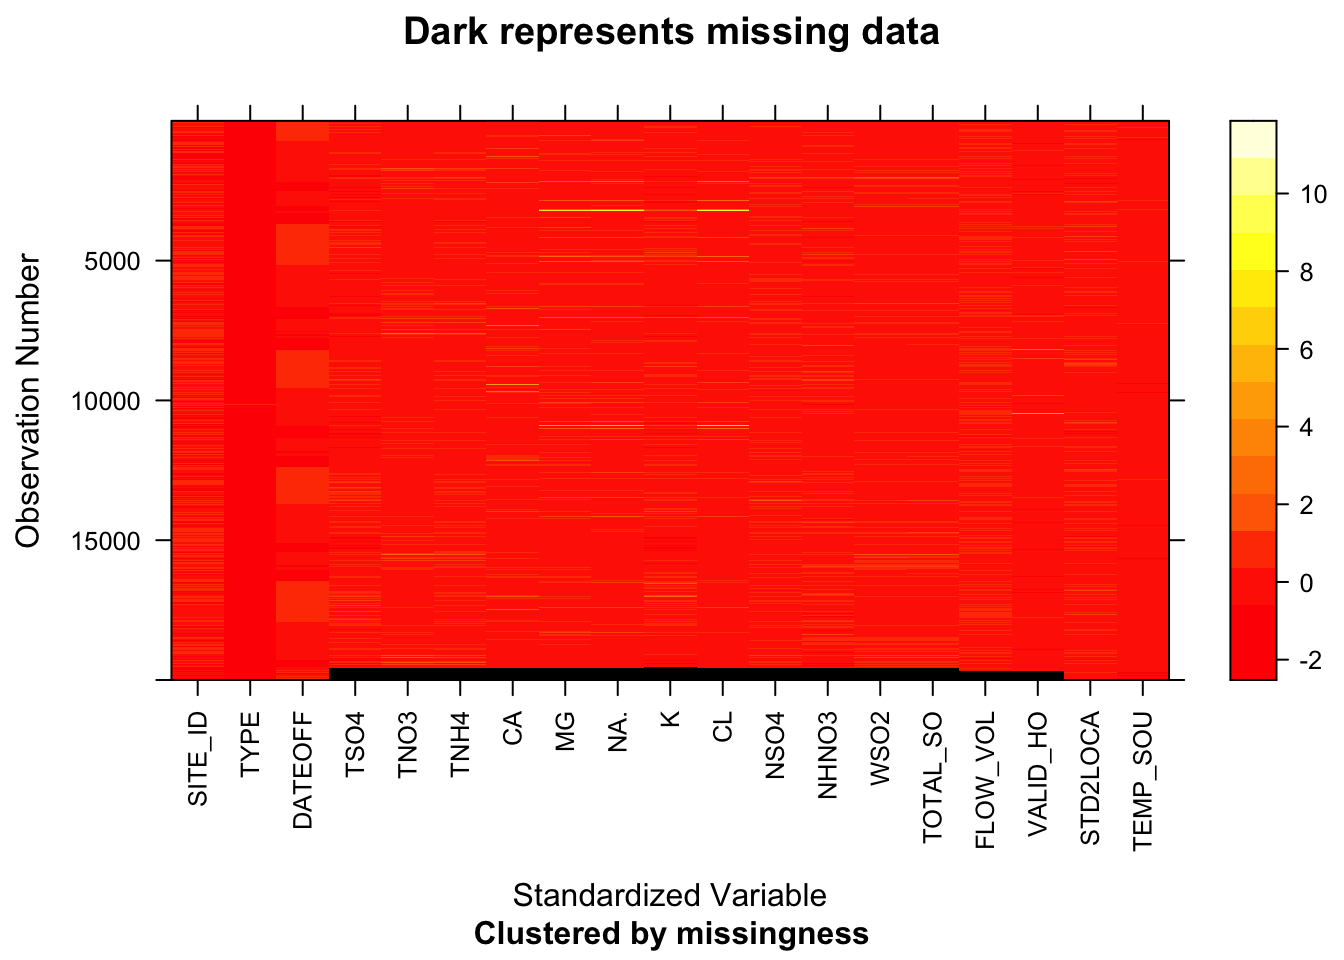 Dark represents missing data
Observation Number
5000
10000
15000
10
8
6
4
2
0
-2
SITE_ID
TYPE
DATEOFF
TSO4
TNO3
TNH4
CA
MG
NA.
K
CL
NSO4
NHNO3
WSO2
TOTAL_SO
FLOW_VOL
VALID_HO
STD2LOCA
TEMP_SOU
Standardized Variable
Clustered by missingness